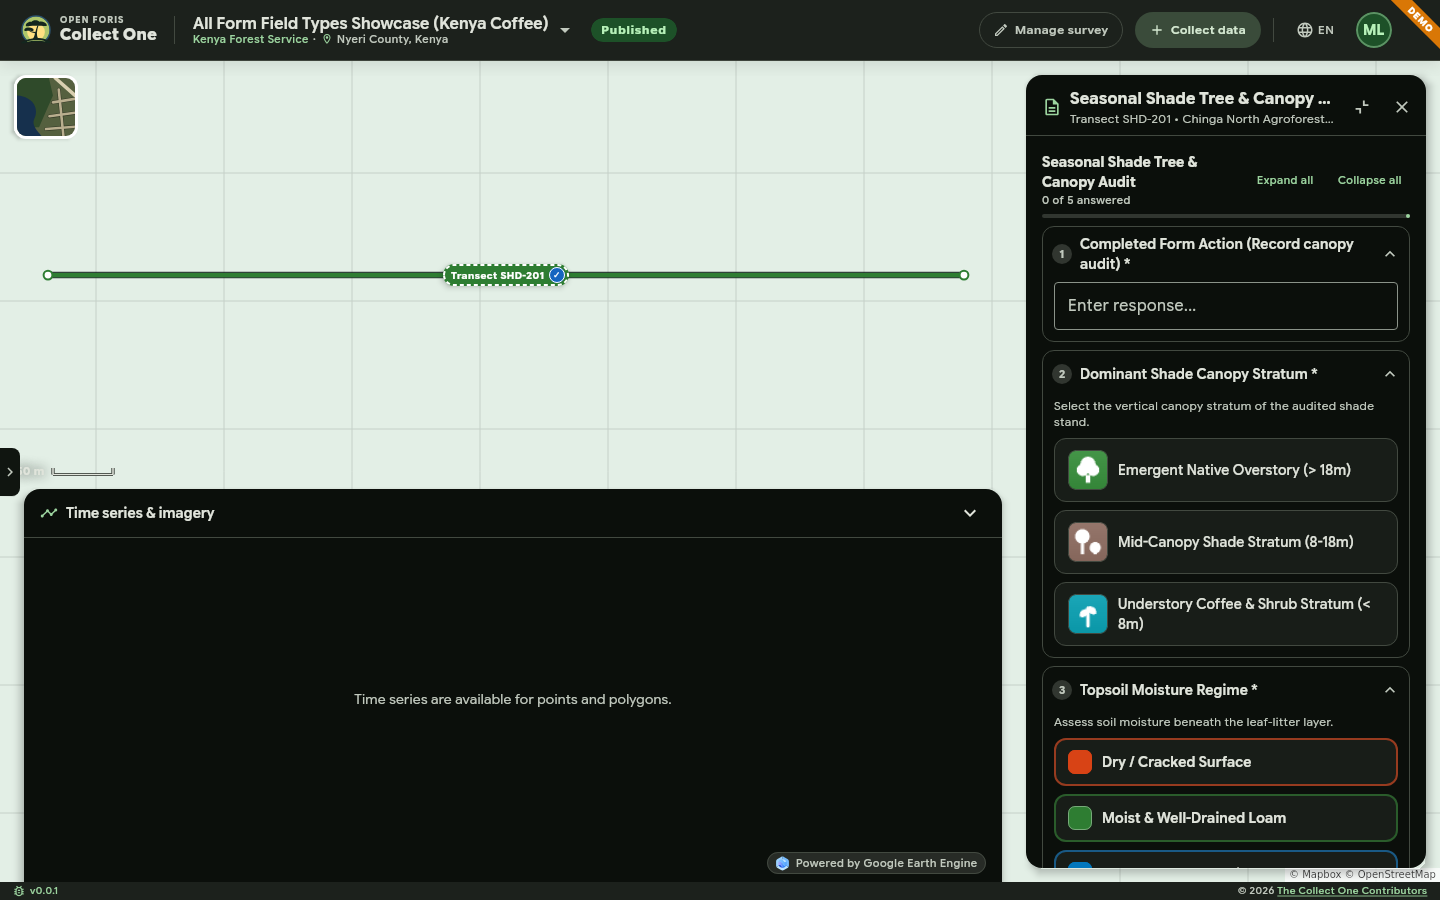 OPEN FORIS
Collect One
All Form Field Types Showcase (Kenya Coffee)
Kenya Forest Service · Nyeri County, Kenya
Published
Manage survey
Collect data
EN
ML
DEMO
Transect SHD-201
Time series & imagery
Time series are available for points and polygons.
Powered by Google Earth Engine
Seasonal Shade Tree & Canopy ...
Transect SHD-201 • Chinga North Agroforest...
Seasonal Shade Tree &
Canopy Audit
Expand all
Collapse all
0 of 5 answered
1
Completed Form Action (Record canopy
audit) *
Enter response...
2
Dominant Shade Canopy Stratum *
Select the vertical canopy stratum of the audited shade
stand.
Emergent Native Overstory (> 18m)
Mid-Canopy Shade Stratum (8-18m)
Understory Coffee & Shrub Stratum (<
8m)
3
Topsoil Moisture Regime *
Assess soil moisture beneath the leaf-litter layer.
Dry / Cracked Surface
Moist & Well-Drained Loam
© Mapbox © OpenStreetMap
v0.0.1
© 2026 The Collect One Contributors